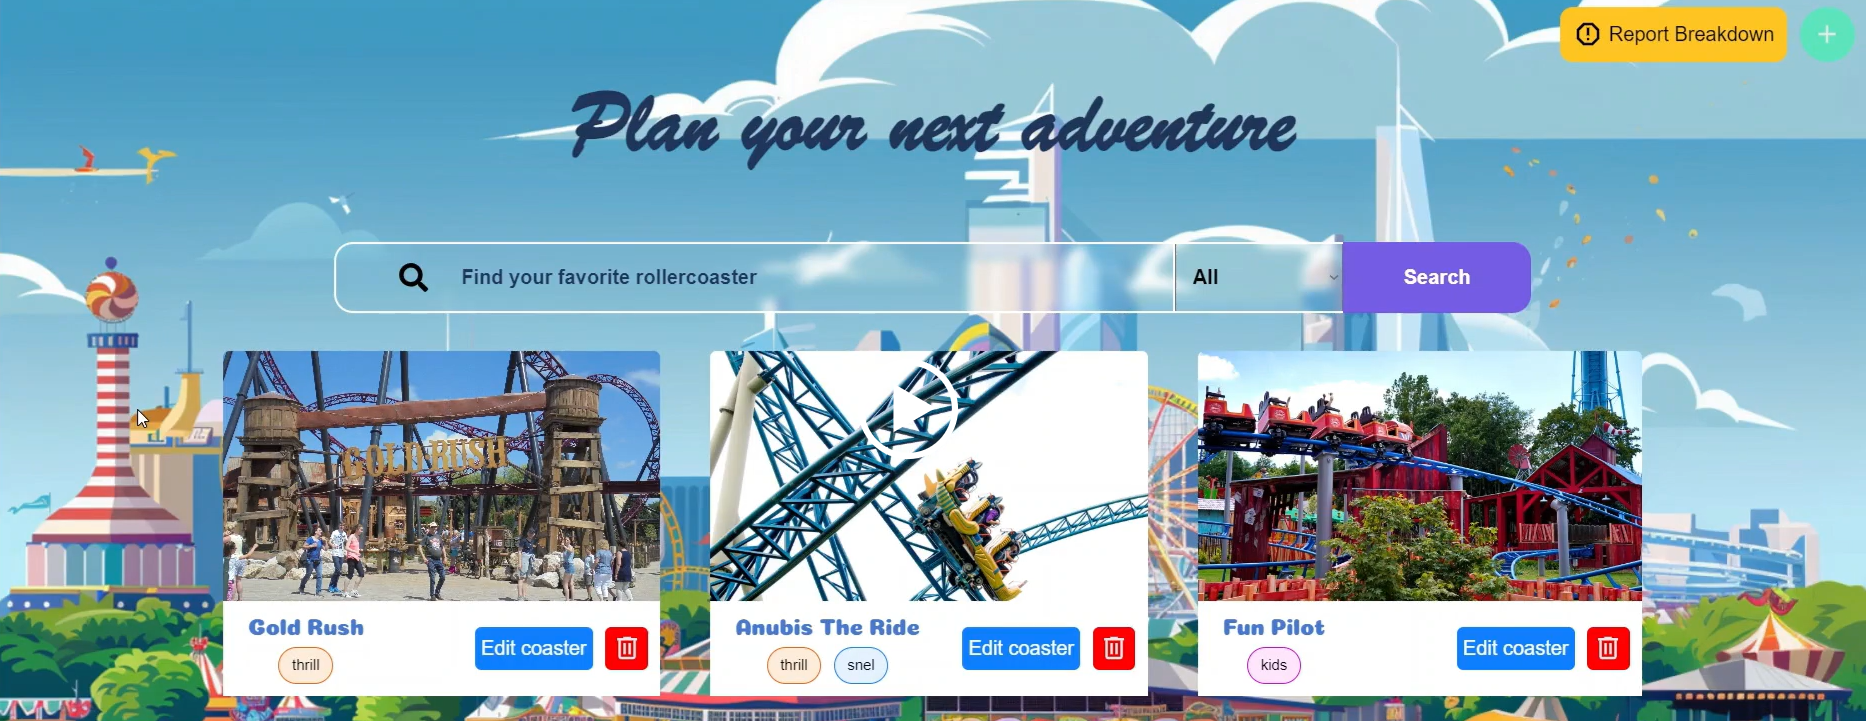 Report Breakdown
Plan your next adventure
Find your favorite rollercoaster
All
Search
GOLD RUSH
Gold Rush
thrill
Edit coaster
Anubis The Ride
thrill
snel
Edit coaster
Fun Pilot
kids
Edit coaster